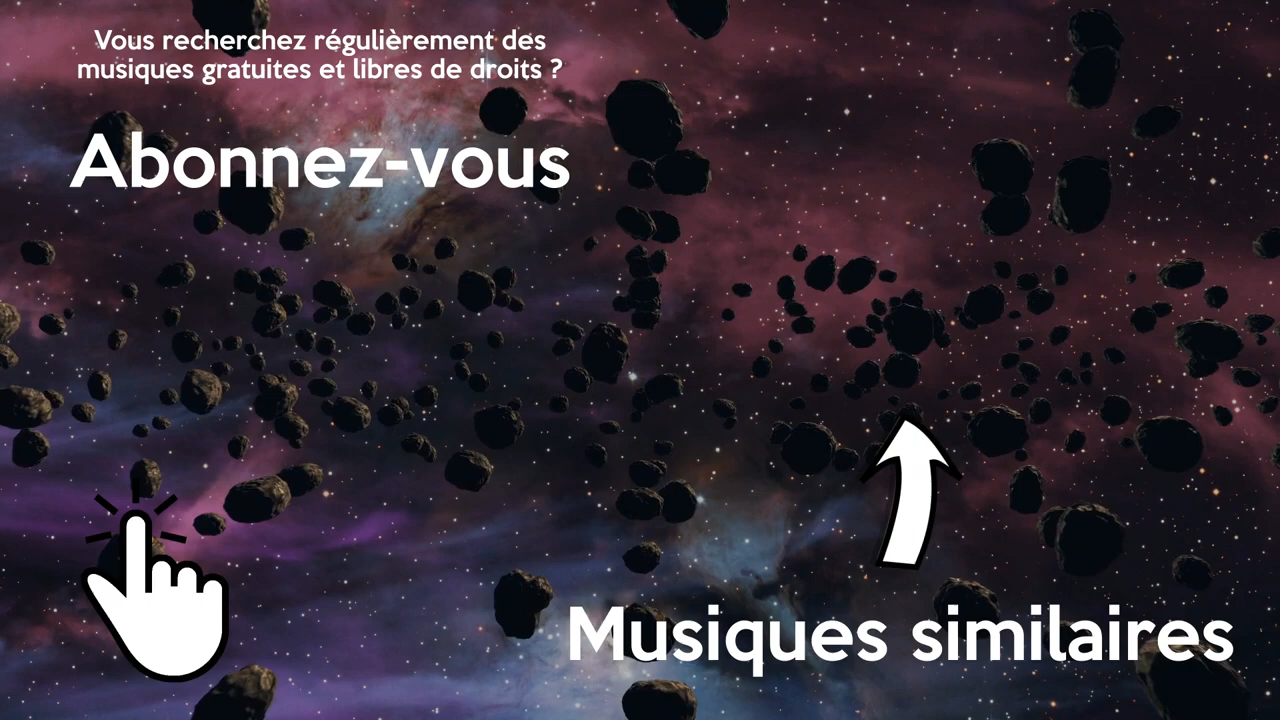 Vous recherchez régulièrement des
musiques gratuites et libres de droits ?
Abonnez-vous
Musiques similaires